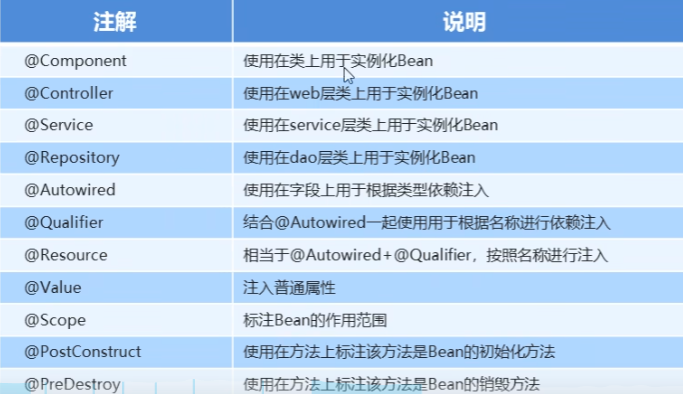 注解 说明
@Component 使用在类上用于实例化Bean
@Controller 使用在web层类上用于实例化Bean
@Service 使用在service层类上用于实例化Bean
@Repository 使用在dao层类上用于实例化Bean
@Autowired 使用在字段上用于根据类型依赖注入
@Qualifier 结合@Autowired一起使用用于根据名称进行依赖注入
@Resource 相当于@Autowired+@Qualifier，按照名称进行注入
@Value 注入普通属性
@Scope 标注Bean的作用范围
@PostConstruct 使用在方法上标注该方法是Bean的初始化方法
@PreDestroy 使用在方法上标注该方法是Bean的销毁方法